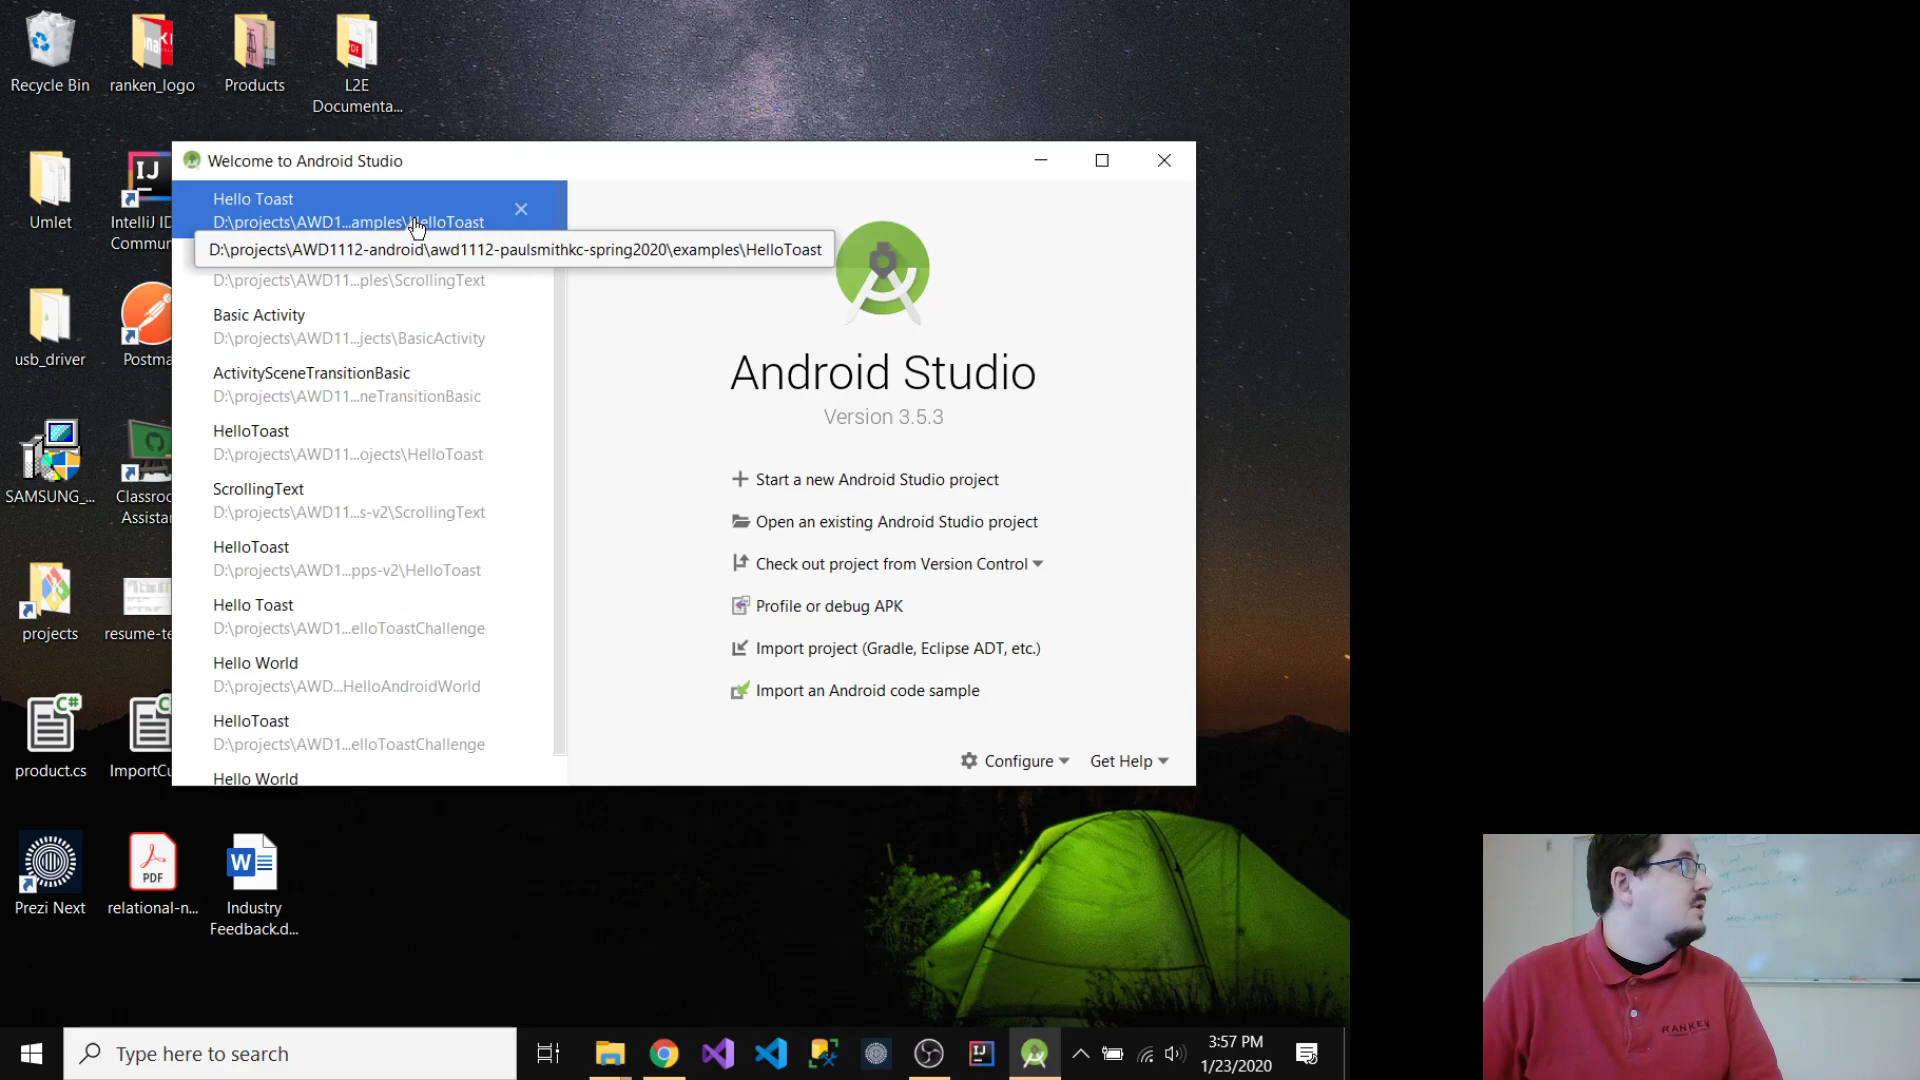 Recycle Bin
ranken_logo
Products
L2E
Documenta...
Umlet
IntelliJ ID
Commu
usb_driver
Postma
SAMSUNG_...
Classroo
Assista
projects
resume-te
product.cs
ImportCu
Prezi Next
relational-n...
Industry
Feedback.d...
Welcome to Android Studio
Hello Toast
D:\projects\AWD1...amples\HelloToast
D:\projects\AWD1112-android\awd1112-paulsmithkc-spring2020\examples\HelloToast
D:\projects\AWD11...ples\ScrollingText
Basic Activity
D:\projects\AWD11...jects\BasicActivity
ActivitySceneTransitionBasic
D:\projects\AWD11...neTransitionBasic
HelloToast
D:\projects\AWD11...ojects\HelloToast
ScrollingText
D:\projects\AWD11...s-v2\ScrollingText
HelloToast
D:\projects\AWD1...pps-v2\HelloToast
Hello Toast
D:\projects\AWD1...elloToastChallenge
Hello World
D:\projects\AWD...HelloAndroidWorld
HelloToast
D:\projects\AWD1...elloToastChallenge
Hello World
Android Studio
Version 3.5.3
Start a new Android Studio project
Open an existing Android Studio project
Check out project from Version Control
Profile or debug APK
Import project (Gradle, Eclipse ADT, etc.)
Import an Android code sample
Configure
Get Help
Type here to search
3:57 PM
1/23/2020
RANKEN